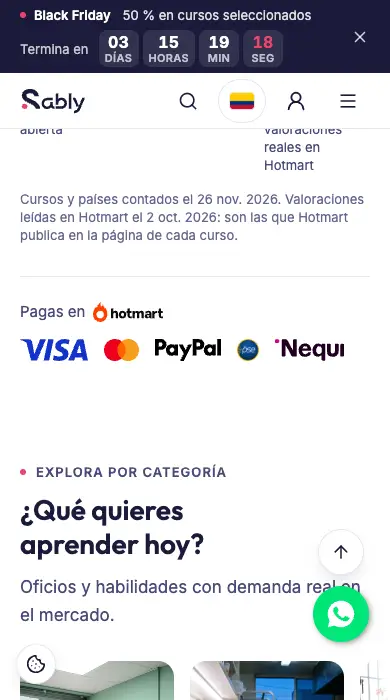 Black Friday 50 % en cursos seleccionados
Termina en 03 DÍAS 15 HORAS 19 MIN 18 SEG
Sably
abierta
valoraciones
reales en
Hotmart
Cursos y países contados el 26 nov. 2026. Valoraciones
leídas en Hotmart el 2 oct. 2026: son las que Hotmart
publica en la página de cada curso.
Pagas en hotmart
VISA PayPal pse Nequi
EXPLORA POR CATEGORÍA
¿Qué quieres
aprender hoy?
Oficios y habilidades con demanda real en
el mercado.